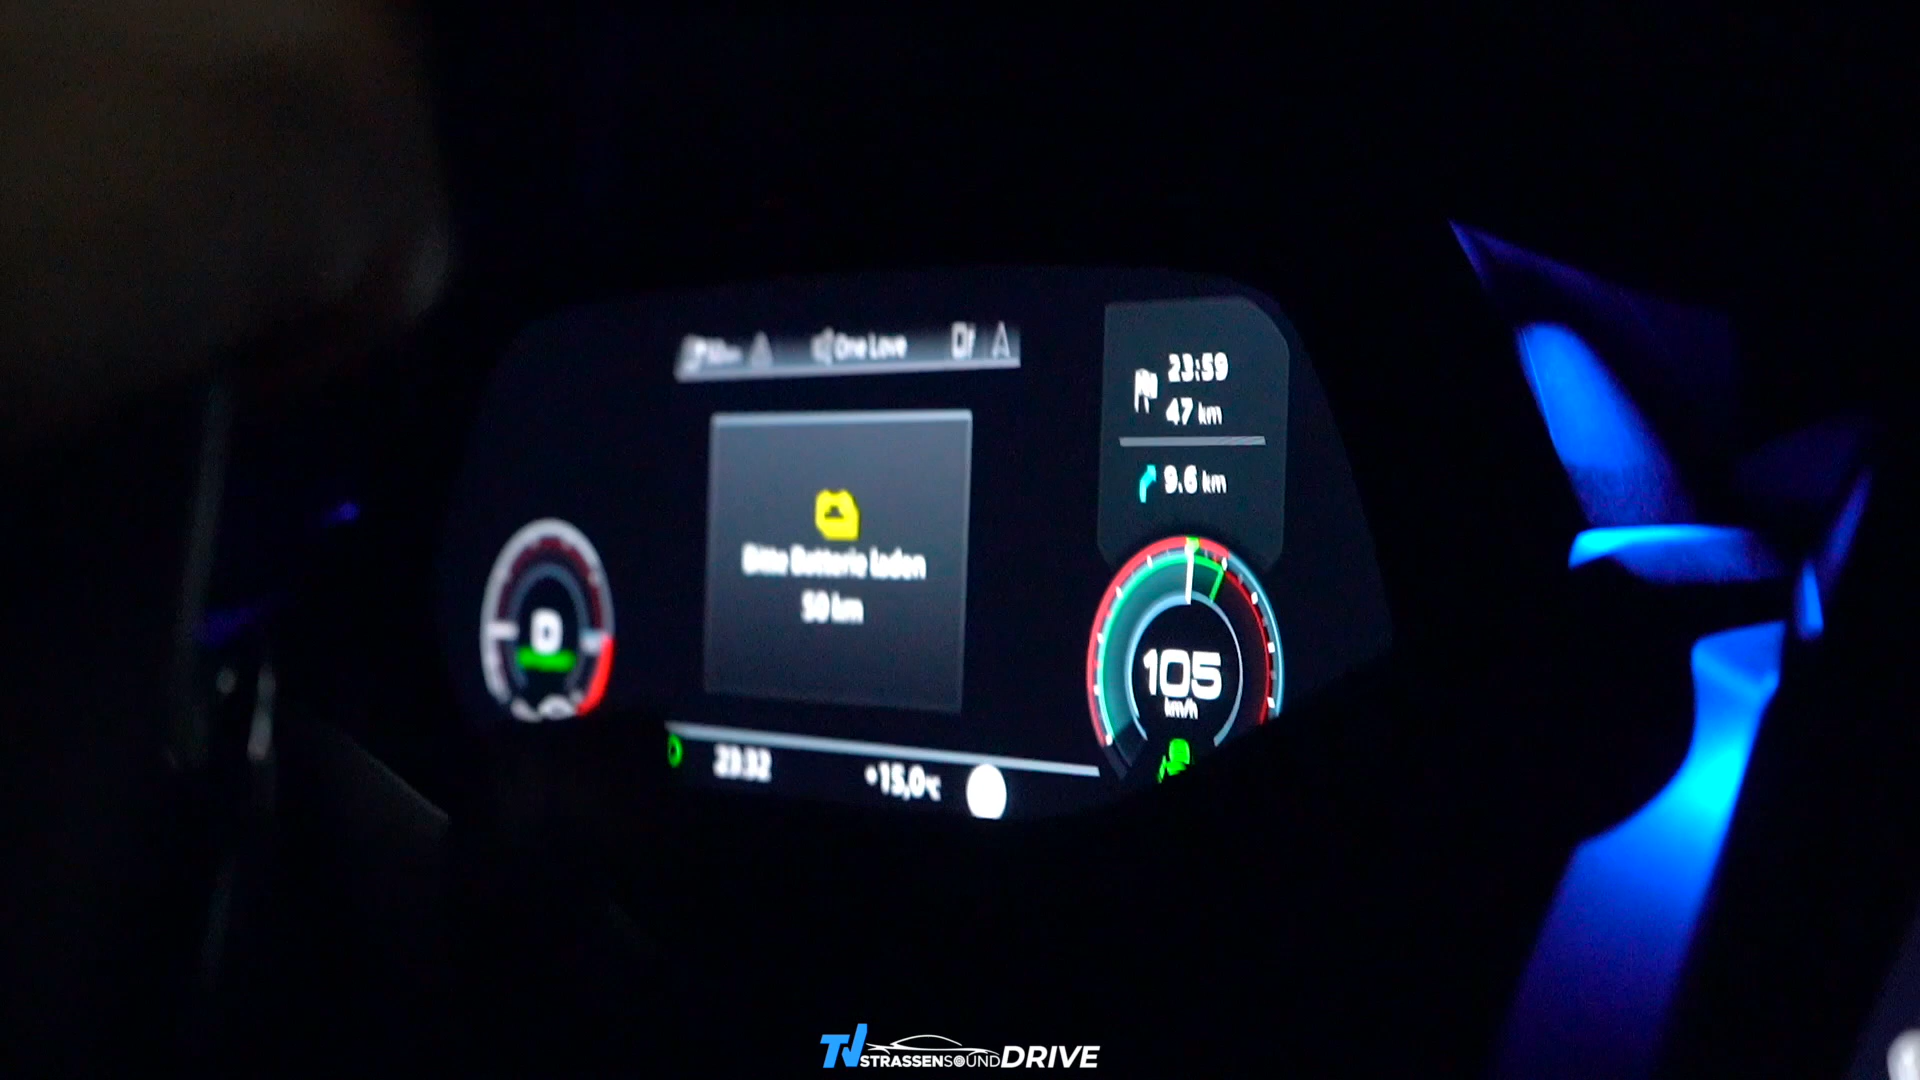 One Love
23:59
47 km
9.6 km
Bitte Batterie laden
50 km
D
105
km/h
23:32
+15,0°C
TV STRASSENSOUND DRIVE